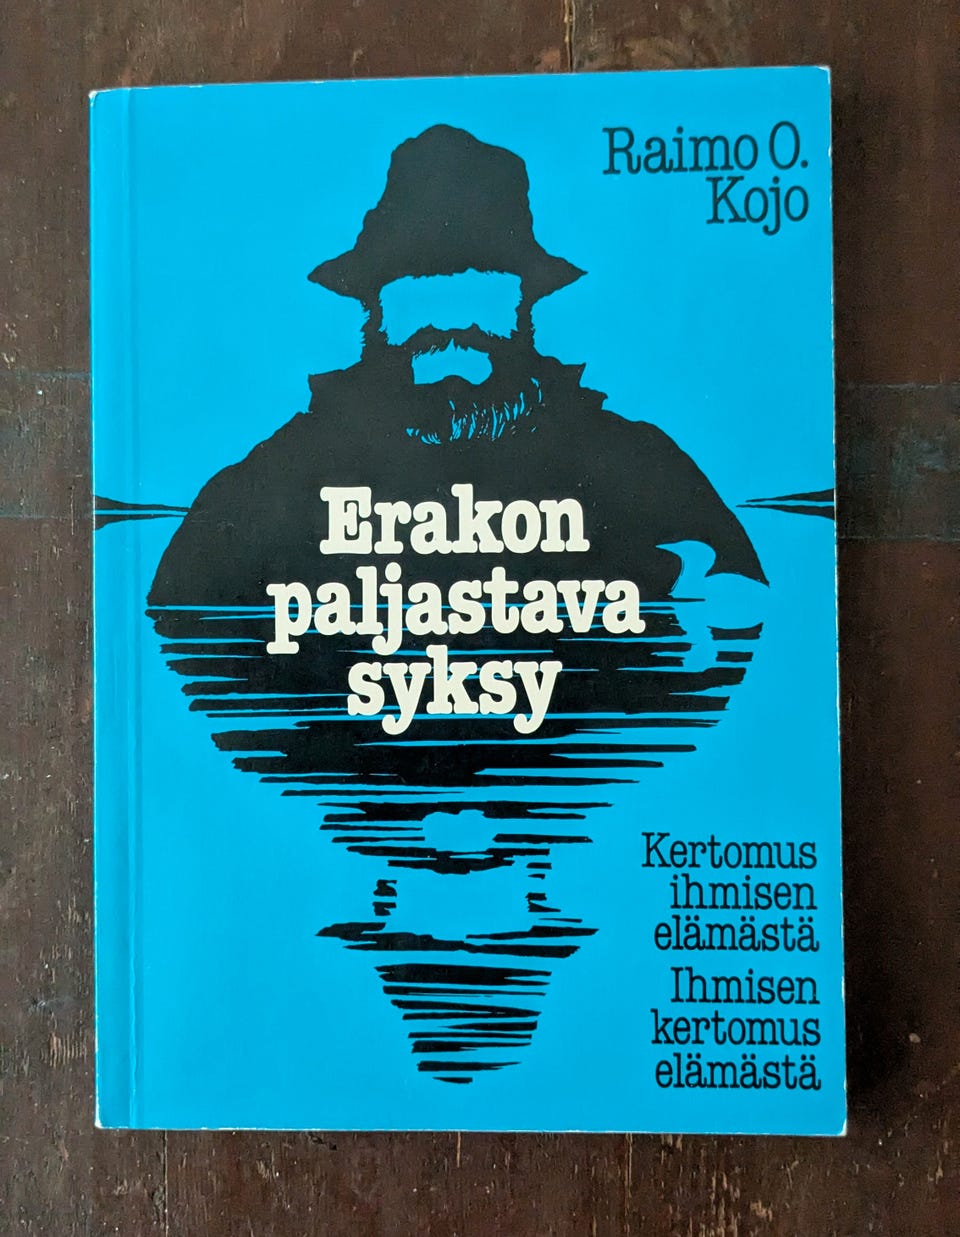 Raimo O.
Kojo
Erakon
paljastava
syksy
Kertomus
ihmisen
elämästä
Ihmisen
kertomus
elämästä